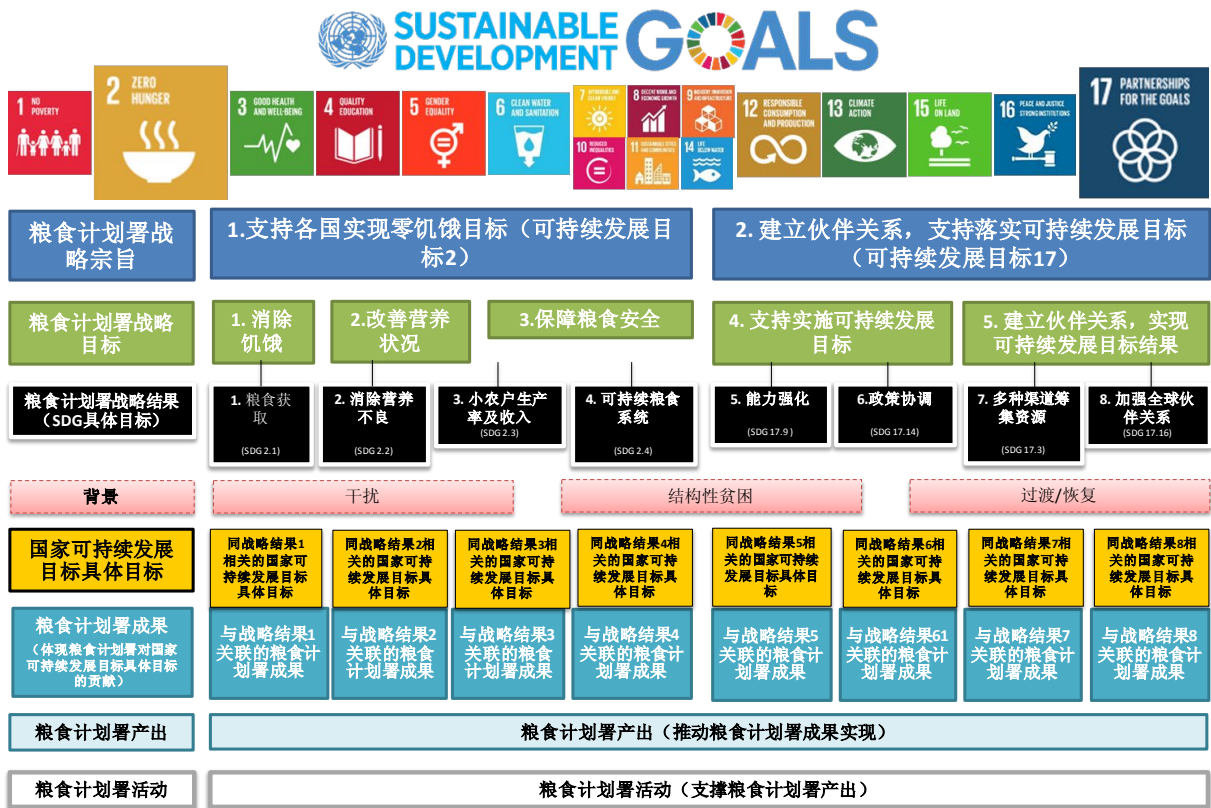 SUSTAINABLE
DEVELOPMENT
GOALS
1 NO
POVERTY
2 ZERO
HUNGER
3 GOOD HEALTH
AND WELL-BEING
4 QUALITY
EDUCATION
5 GENDER
EQUALITY
6 CLEAN WATER
AND SANITATION
7 AFFORDABLE AND
CLEAN ENERGY
8 DECENT WORK AND
ECONOMIC GROWTH
9 INDUSTRY, INNOVATION
AND INFRASTRUCTURE
10 REDUCED
INEQUALITIES
11 SUSTAINABLE CITIES
AND COMMUNITIES
14 LIFE
BELOW WATER
12 RESPONSIBLE
CONSUMPTION
AND PRODUCTION
13 CLIMATE
ACTION
15 LIFE
ON LAND
16 PEACE AND JUSTICE
STRONG INSTITUTIONS
17 PARTNERSHIPS
FOR THE GOALS
粮食计划署战
略宗旨
1.支持各国实现零饥饿目标（可持续发展目
标2）
2. 建立伙伴关系，支持落实可持续发展目标
（可持续发展目标17）
粮食计划署战略
目标
1. 消除
饥饿
2.改善营养
状况
3.保障粮食安全
4. 支持实施可持续发展
目标
5. 建立伙伴关系，实现
可持续发展目标结果
粮食计划署战略结果
（SDG具体目标）
1. 粮食获
取
(SDG 2.1)
2. 消除营养
不良
(SDG 2.2)
3. 小农户生产
率及收入
(SDG 2.3)
4. 可持续粮食
系统
(SDG 2.4)
5. 能力强化
(SDG 17.9 )
6.政策协调
(SDG 17.14)
7. 多种渠道筹
集资源
(SDG 17.3)
8. 加强全球伙
伴关系
(SDG 17.16)
背景
干扰
结构性贫困
过渡/恢复
国家可持续发展
目标具体目标
同战略结果1
相关的国家可
持续发展目标
具体目标
同战略结果2相
关的国家可持
续发展目标具
体目标
同战略结果3相
关的国家可持
续发展目标具
体目标
同战略结果4相
关的国家可持
续发展目标具
体目标
同战略结果5相
关的国家可持
续发展目标具体目
标
同战略结果6相
关的国家可持
续发展目标具
体目标
同战略结果7相
关的国家可持
续发展目标具
体目标
同战略结果8相
关的国家可持
续发展目标具
体目标
粮食计划署成果
（体现粮食计划署对国家
可持续发展目标具体目标
的贡献）
与战略结果1
关联的粮食计
划署成果
与战略结果2
关联的粮食
计划署成果
与战略结果3
关联的粮食
计划署成果
与战略结果4
关联的粮食计
划署成果
与战略结果5
关联的粮食计
划署成果
与战略结果61
关联的粮食计
划署成果
与战略结果7
关联的粮食计
划署成果
与战略结果8
关联的粮食计
划署成果
粮食计划署产出
粮食计划署产出（推动粮食计划署成果实现）
粮食计划署活动
粮食计划署活动（支撑粮食计划署产出）